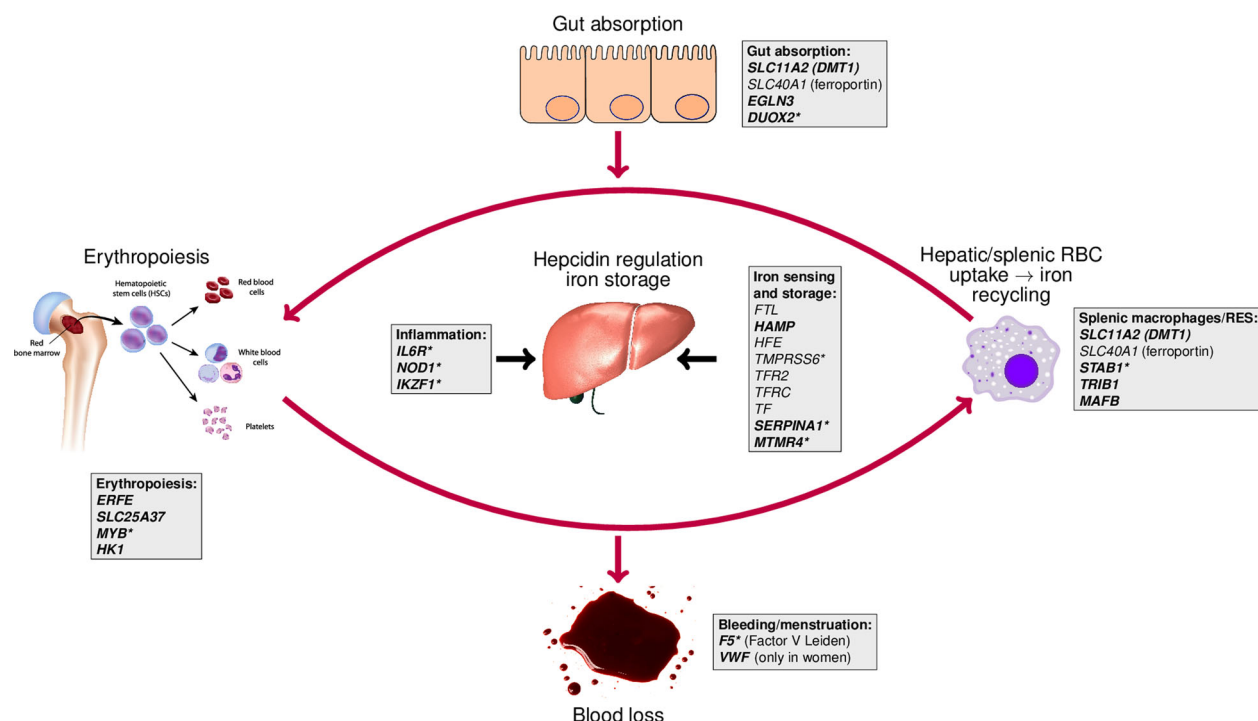 Gut absorption
Gut absorption:
SLC11A2 (DMT1)
SLC40A1 (ferroportin)
EGLN3
DUOX2*
Erythropoiesis
Hematopoietic
stem cells (HSCs)
Red blood
cells
Red
bone marrow
White blood
cells
Platelets
Erythropoiesis:
ERFE
SLC25A37
MYB*
HK1
Hepcidin regulation
iron storage
Inflammation:
IL6R*
NOD1*
IKZF1*
Iron sensing
and storage:
FTL
HAMP
HFE
TMPRSS6*
TFR2
TFRC
TF
SERPINA1*
MTMR4*
Hepatic/splenic RBC
uptake → iron
recycling
Splenic macrophages/RES:
SLC11A2 (DMT1)
SLC40A1 (ferroportin)
STAB1*
TRIB1
MAFB
Bleeding/menstruation:
F5* (Factor V Leiden)
VWF (only in women)
Blood loss